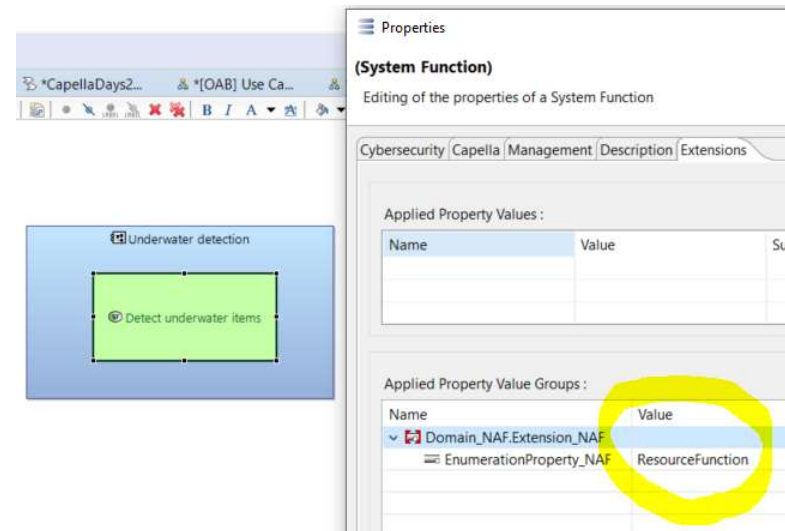 Properties
(System Function)
Editing of the properties of a System Function
*CapellaDays2... *[OAB] Use Ca...
B I A
Cybersecurity Capella Management Description Extensions
Underwater detection
Detect underwater items
Applied Property Values :
Name Value Su
Applied Property Value Groups :
Name Value
Domain_NAF.Extension_NAF
EnumerationProperty_NAF ResourceFunction